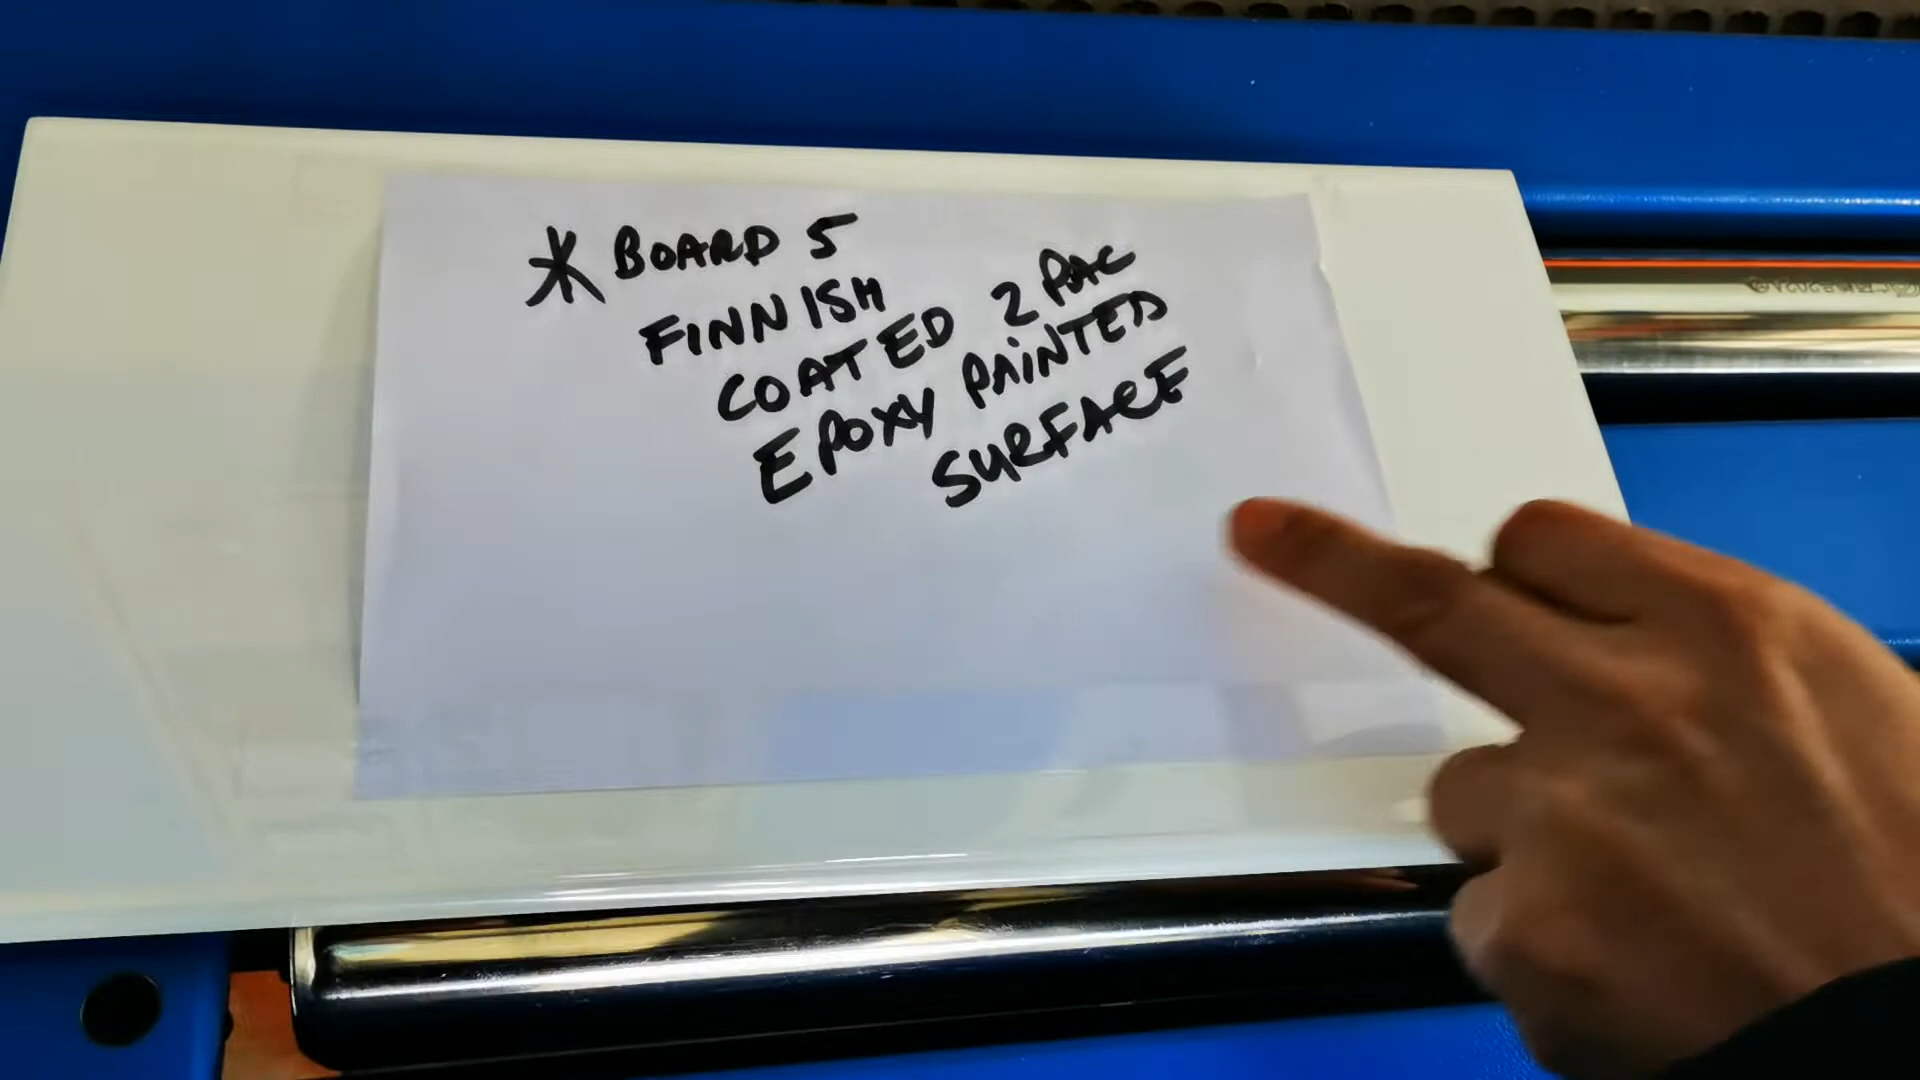 * BOARD 5
FINNISH
COATED 2 PAC
EPOXY PAINTED
SURFACE